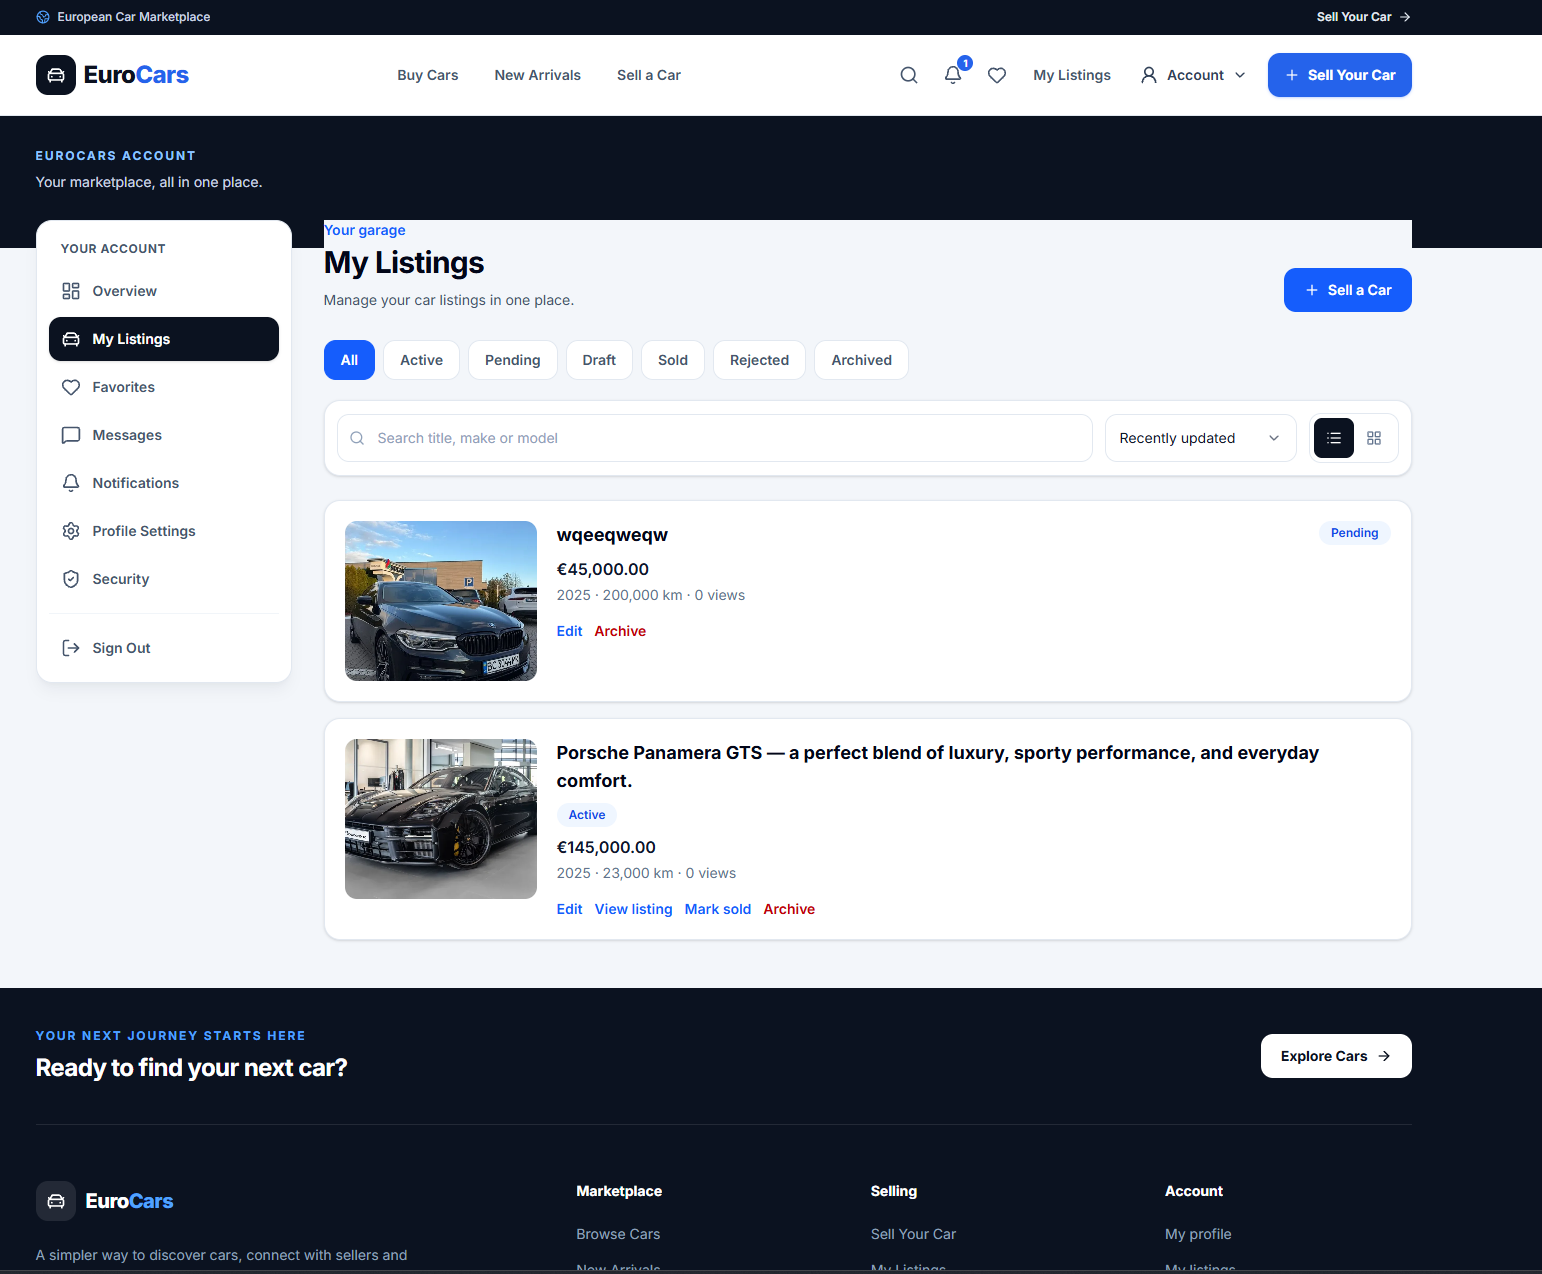 European Car Marketplace
Sell Your Car
EuroCars
Buy Cars
New Arrivals
Sell a Car
1
My Listings
Account
Sell Your Car
EUROCARS ACCOUNT
Your marketplace, all in one place.
YOUR ACCOUNT
Overview
My Listings
Favorites
Messages
Notifications
Profile Settings
Security
Sign Out
Your garage
My Listings
Manage your car listings in one place.
Sell a Car
All
Active
Pending
Draft
Sold
Rejected
Archived
Search title, make or model
Recently updated
wqeeqweqw
Pending
€45,000.00
2025 · 200,000 km · 0 views
Edit
Archive
P
Porsche Panamera GTS — a perfect blend of luxury, sporty performance, and everyday
comfort.
Active
€145,000.00
2025 · 23,000 km · 0 views
Edit
View listing
Mark sold
Archive
YOUR NEXT JOURNEY STARTS HERE
Ready to find your next car?
Explore Cars
EuroCars
A simpler way to discover cars, connect with sellers and
Marketplace
Browse Cars
New Arrivals
Selling
Sell Your Car
My Listings
Account
My profile
My listings